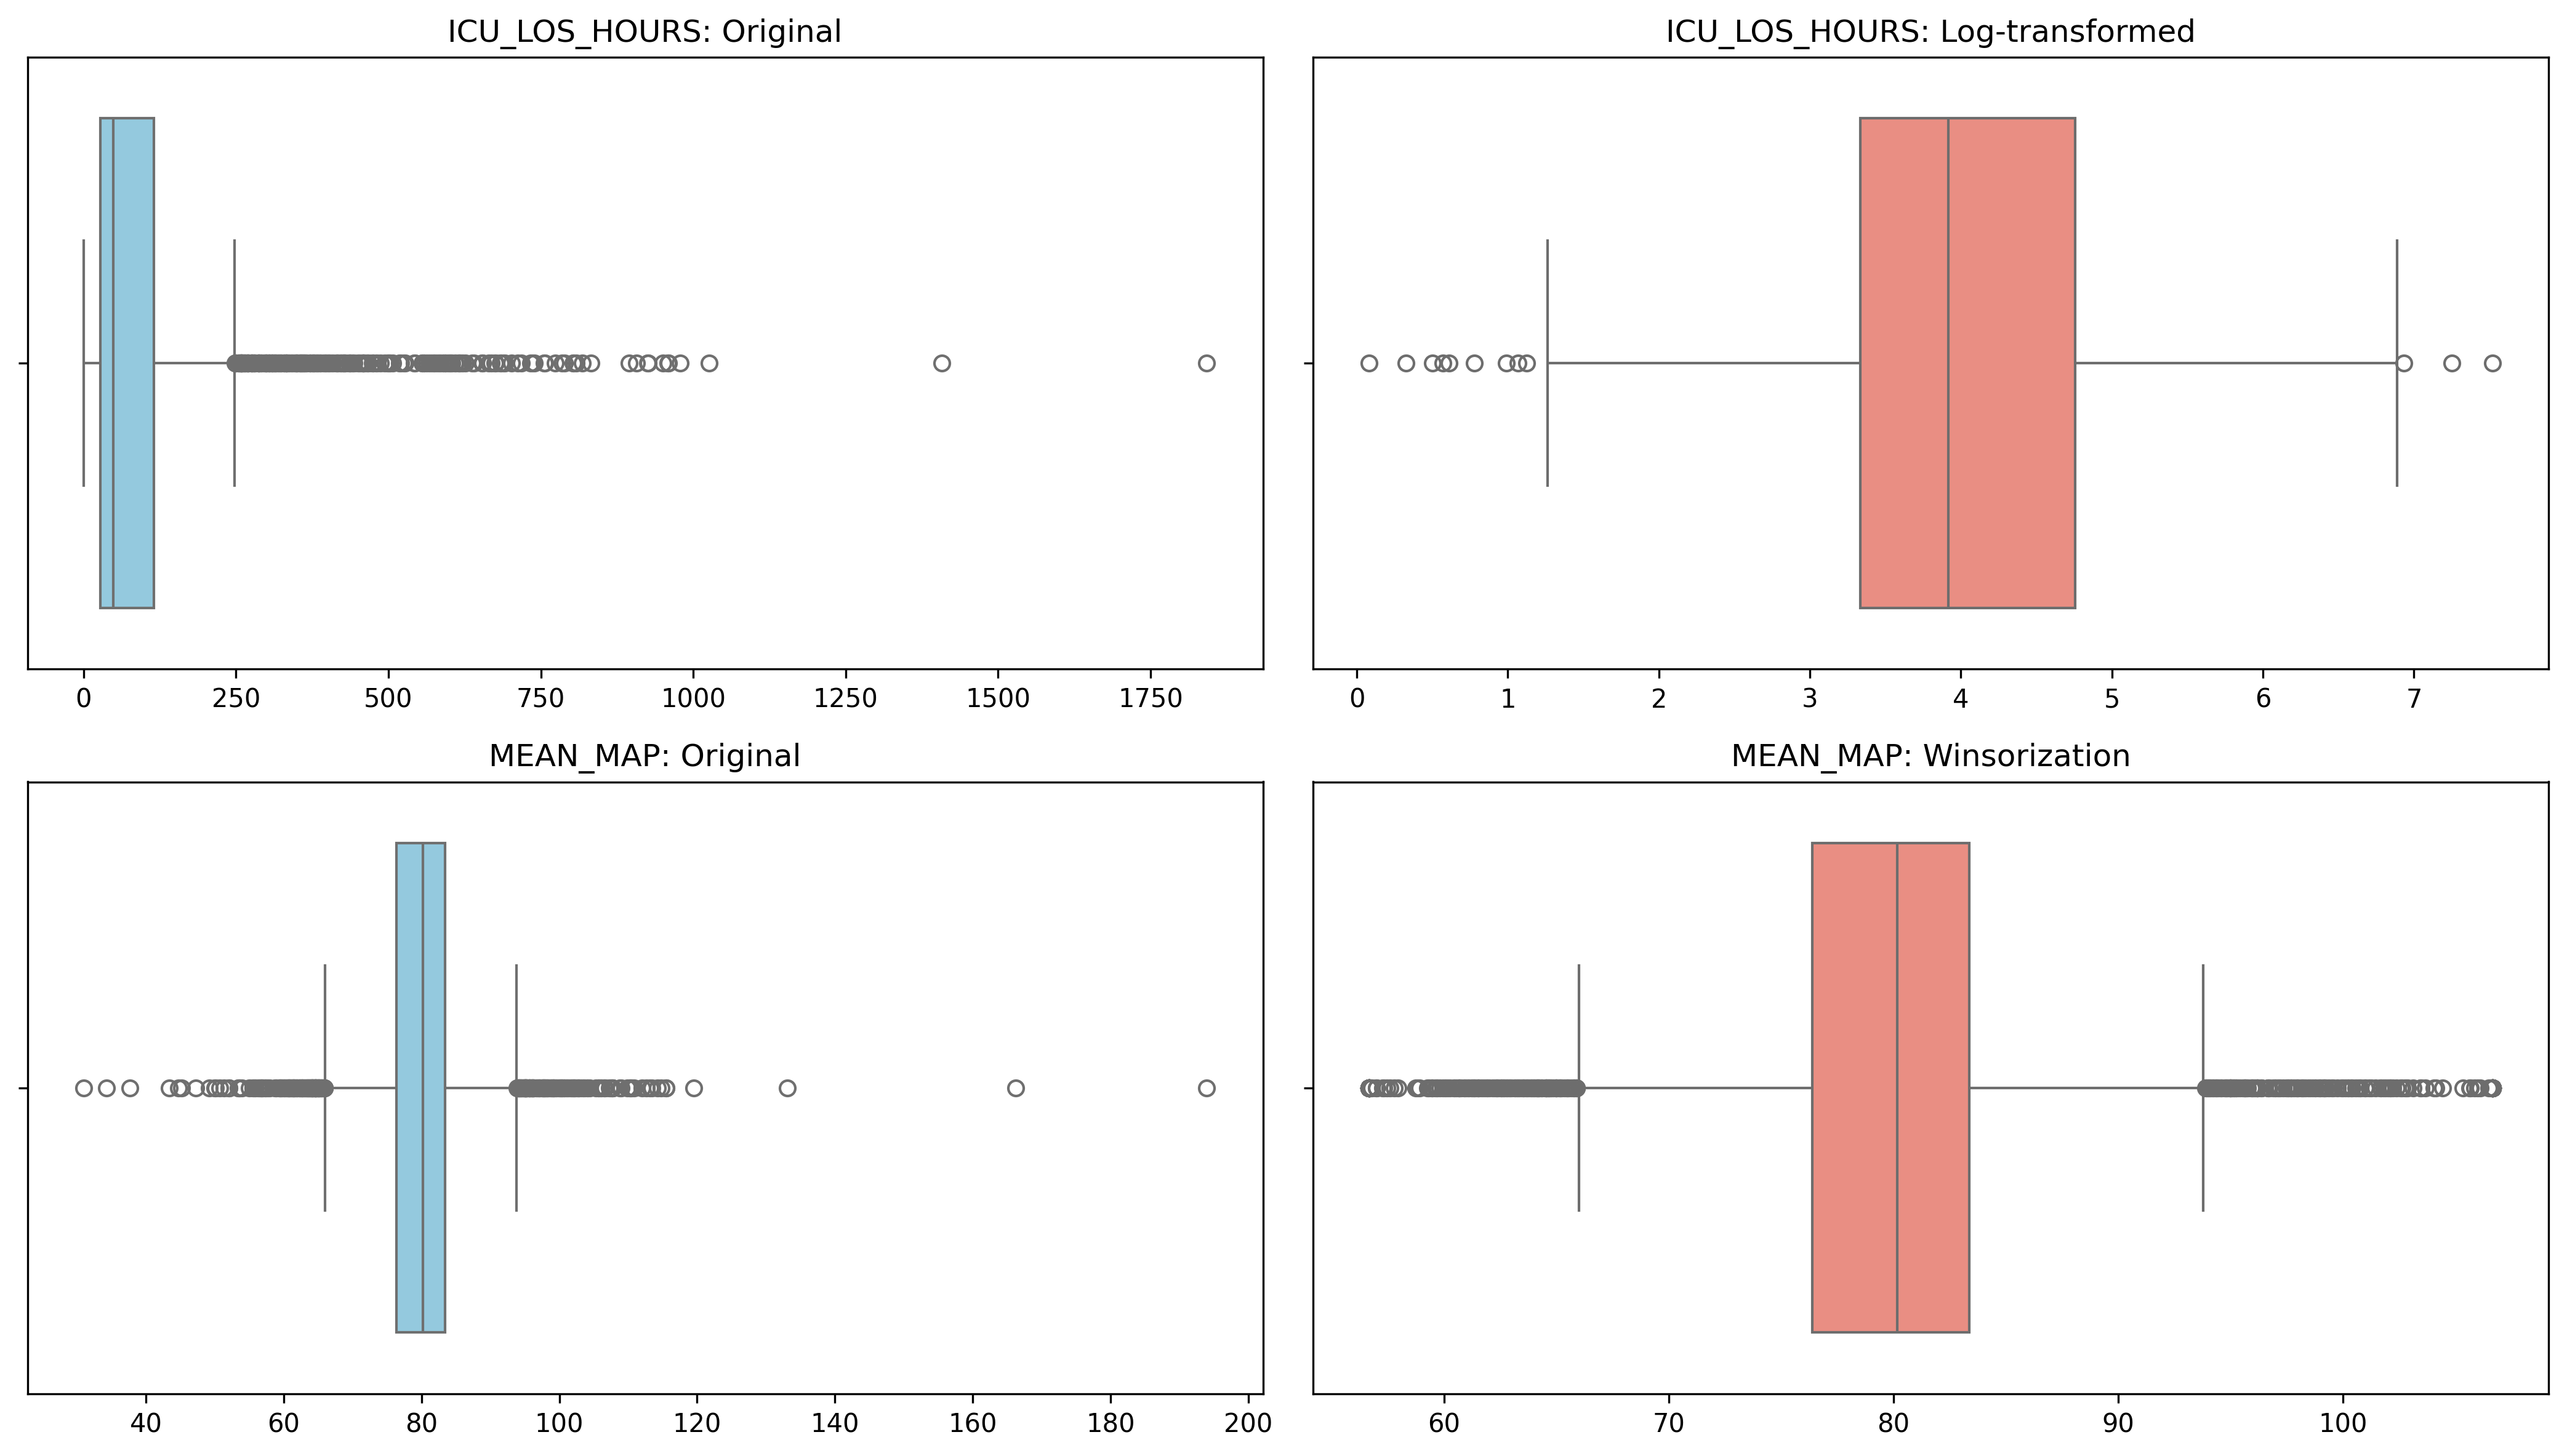 ICU_LOS_HOURS: Original
ICU_LOS_HOURS: Log-transformed
0 250 500 750 1000 1250 1500 1750
0 1 2 3 4 5 6 7
MEAN_MAP: Original
MEAN_MAP: Winsorization
40 60 80 100 120 140 160 180 200
60 70 80 90 100